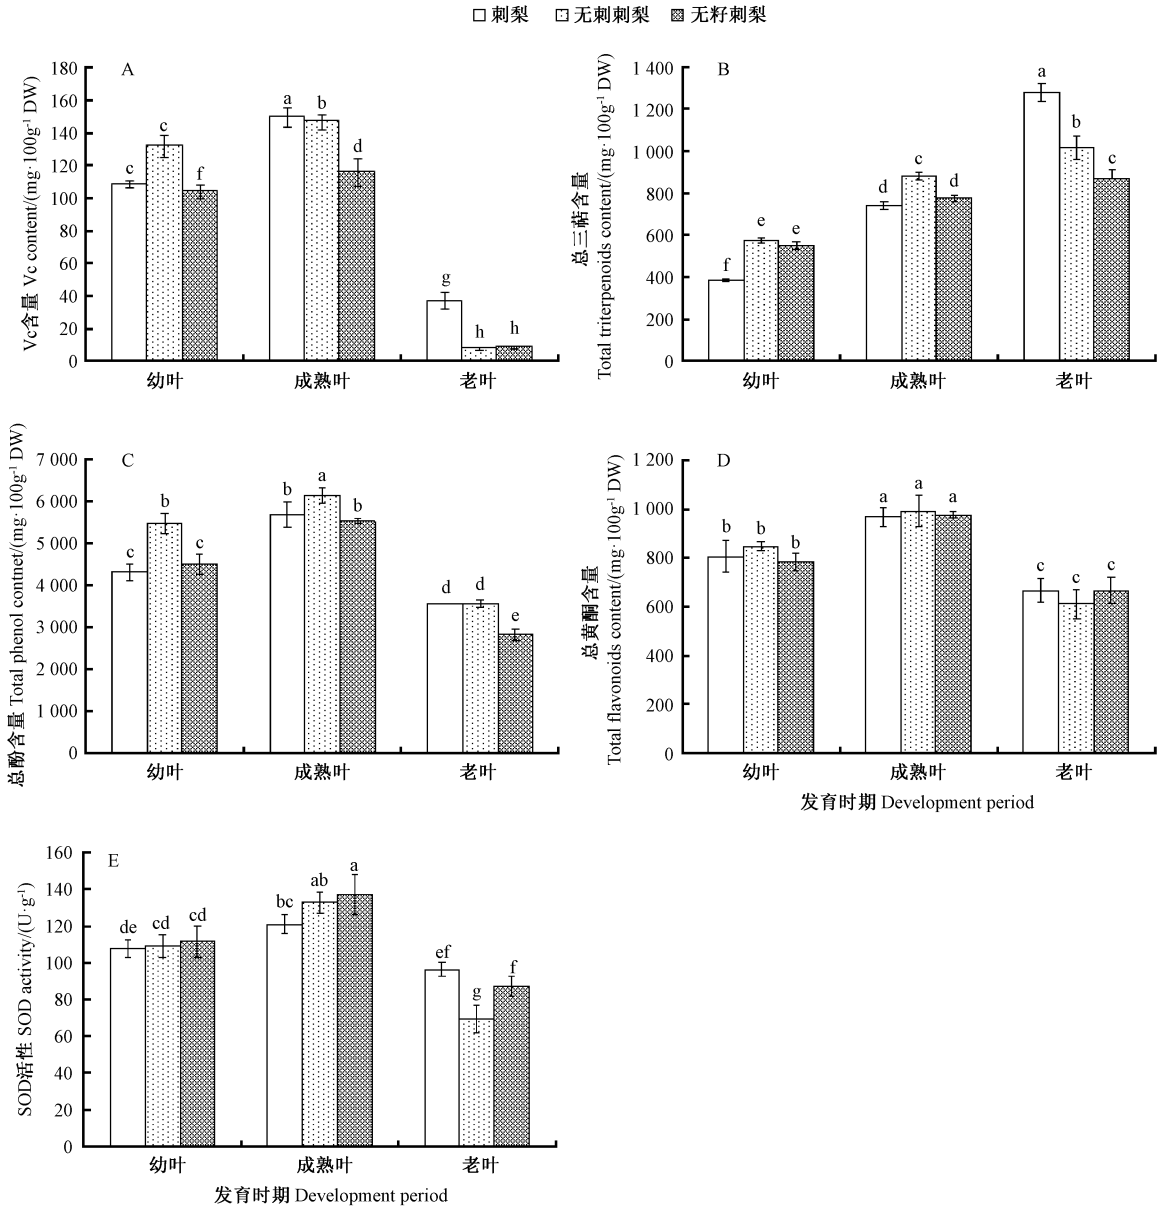 刺梨 无刺刺梨 无籽刺梨
A
Vc含量 Vc content/(mg·100g⁻¹ DW)
180
160
140
120
100
80
60
40
20
0
c c f
a b d
g h h
幼叶 成熟叶 老叶
B
总三萜含量
Total triterpenoids content/(mg·100g⁻¹ DW)
1 400
1 200
1 000
800
600
400
200
0
f e e
d c d
a b c
幼叶 成熟叶 老叶
C
总酚含量 Total phenol contnet/(mg·100g⁻¹ DW)
7 000
6 000
5 000
4 000
3 000
2 000
1 000
0
c b c
b a b
d d e
幼叶 成熟叶 老叶
D
总黄酮含量
Total flavonoids content/(mg·100g⁻¹ DW)
1 200
1 000
800
600
400
200
0
b b b
a a a
c c c
幼叶 成熟叶 老叶
发育时期 Development period
E
SOD活性 SOD activity/(U·g⁻¹)
160
140
120
100
80
60
40
20
0
de cd cd
bc ab a
ef g f
幼叶 成熟叶 老叶
发育时期 Development period